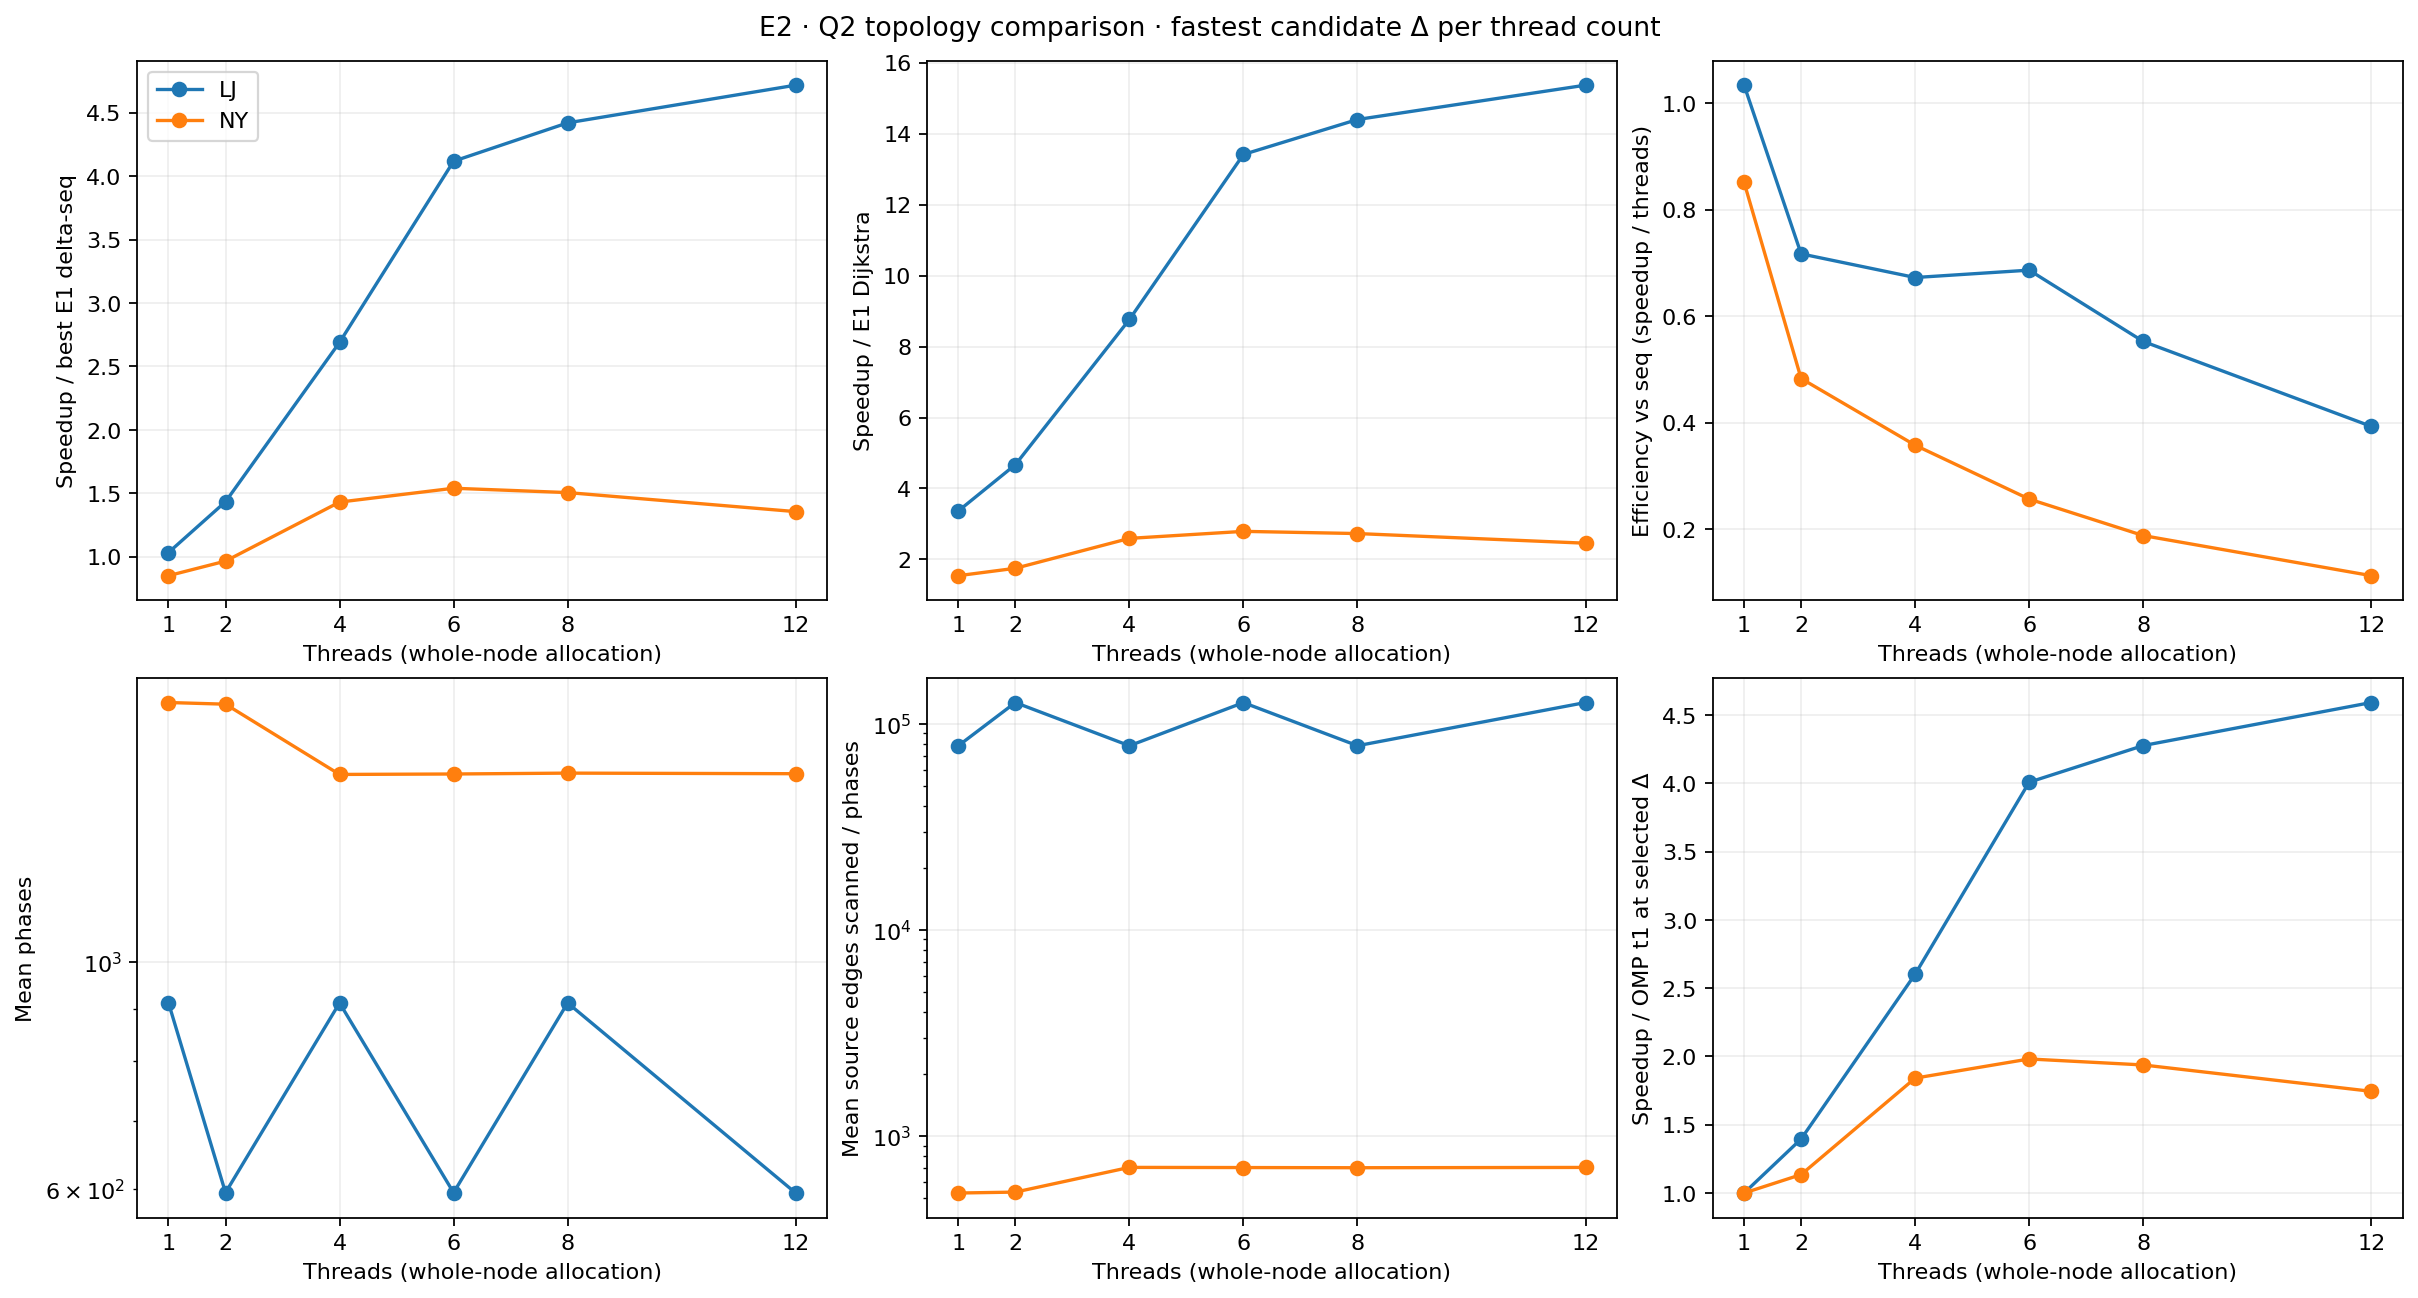 E2 · Q2 topology comparison · fastest candidate Δ per thread count
Speedup / best E1 delta-seq
4.5
4.0
3.5
3.0
2.5
2.0
1.5
1.0
LJ
NY
1 2 4 6 8 12
Threads (whole-node allocation)
Speedup / E1 Dijkstra
16
14
12
10
8
6
4
2
1 2 4 6 8 12
Threads (whole-node allocation)
Efficiency vs seq (speedup / threads)
1.0
0.8
0.6
0.4
0.2
1 2 4 6 8 12
Threads (whole-node allocation)
Mean phases
10³
6 × 10²
1 2 4 6 8 12
Threads (whole-node allocation)
Mean source edges scanned / phases
10⁵
10⁴
10³
1 2 4 6 8 12
Threads (whole-node allocation)
Speedup / OMP t1 at selected Δ
4.5
4.0
3.5
3.0
2.5
2.0
1.5
1.0
1 2 4 6 8 12
Threads (whole-node allocation)